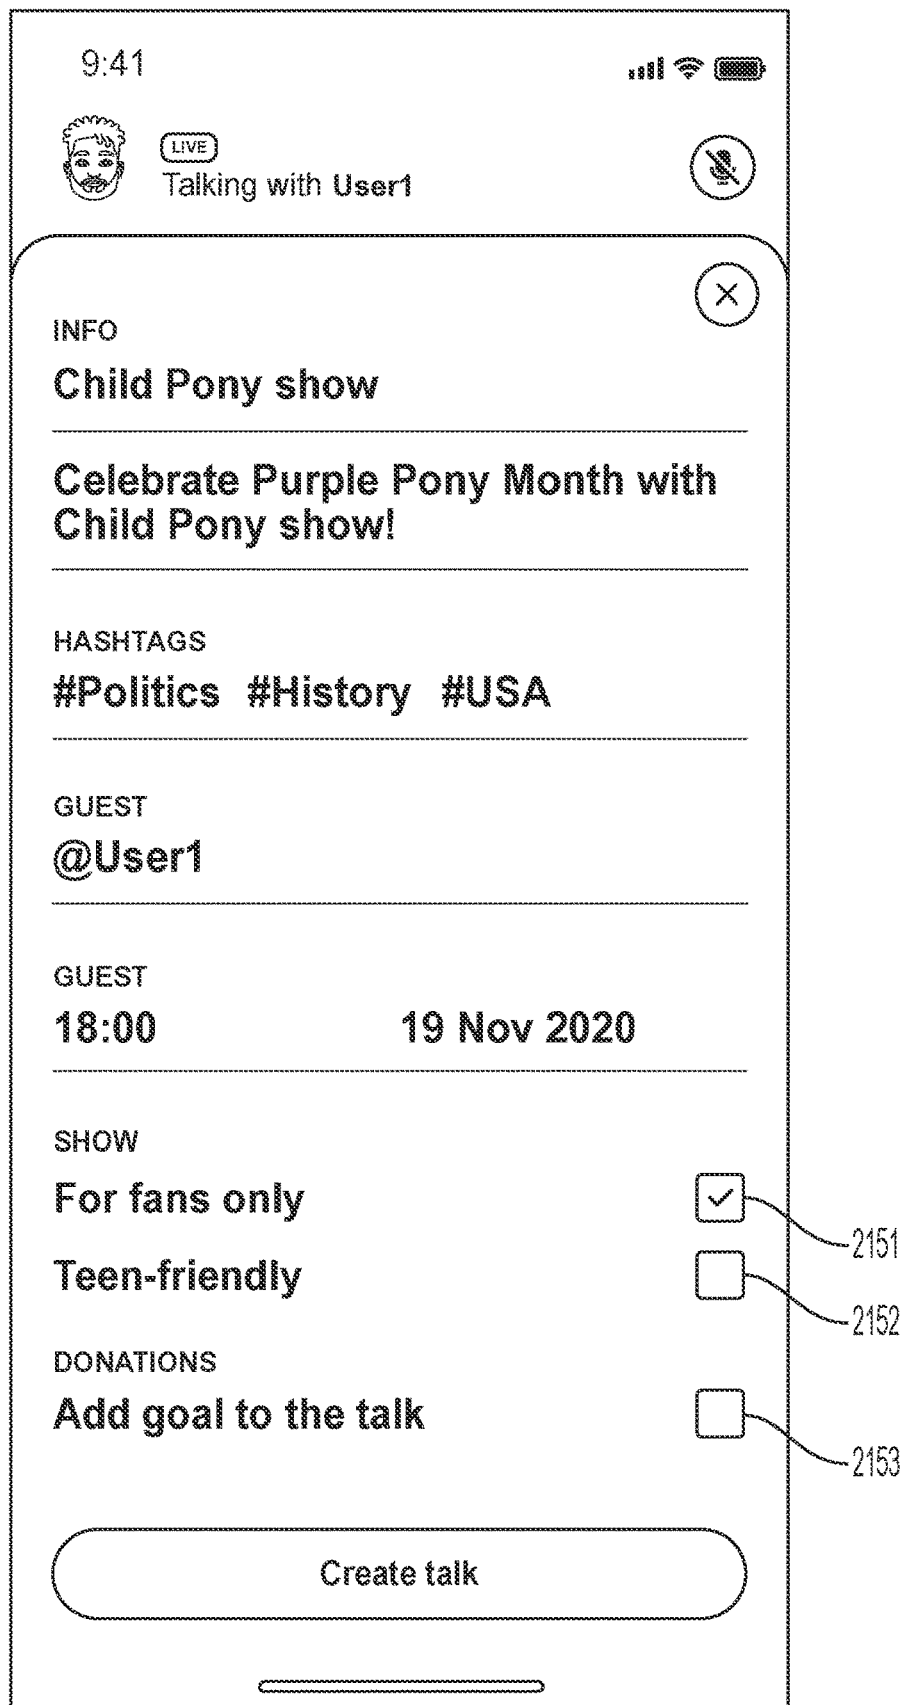 9:41
LIVE
Talking with User1
INFO
Child Pony show
Celebrate Purple Pony Month with
Child Pony show!
HASHTAGS
#Politics #History #USA
GUEST
@User1
GUEST
18:00 19 Nov 2020
SHOW
For fans only
2151
Teen-friendly
2152
DONATIONS
Add goal to the talk
2153
Create talk